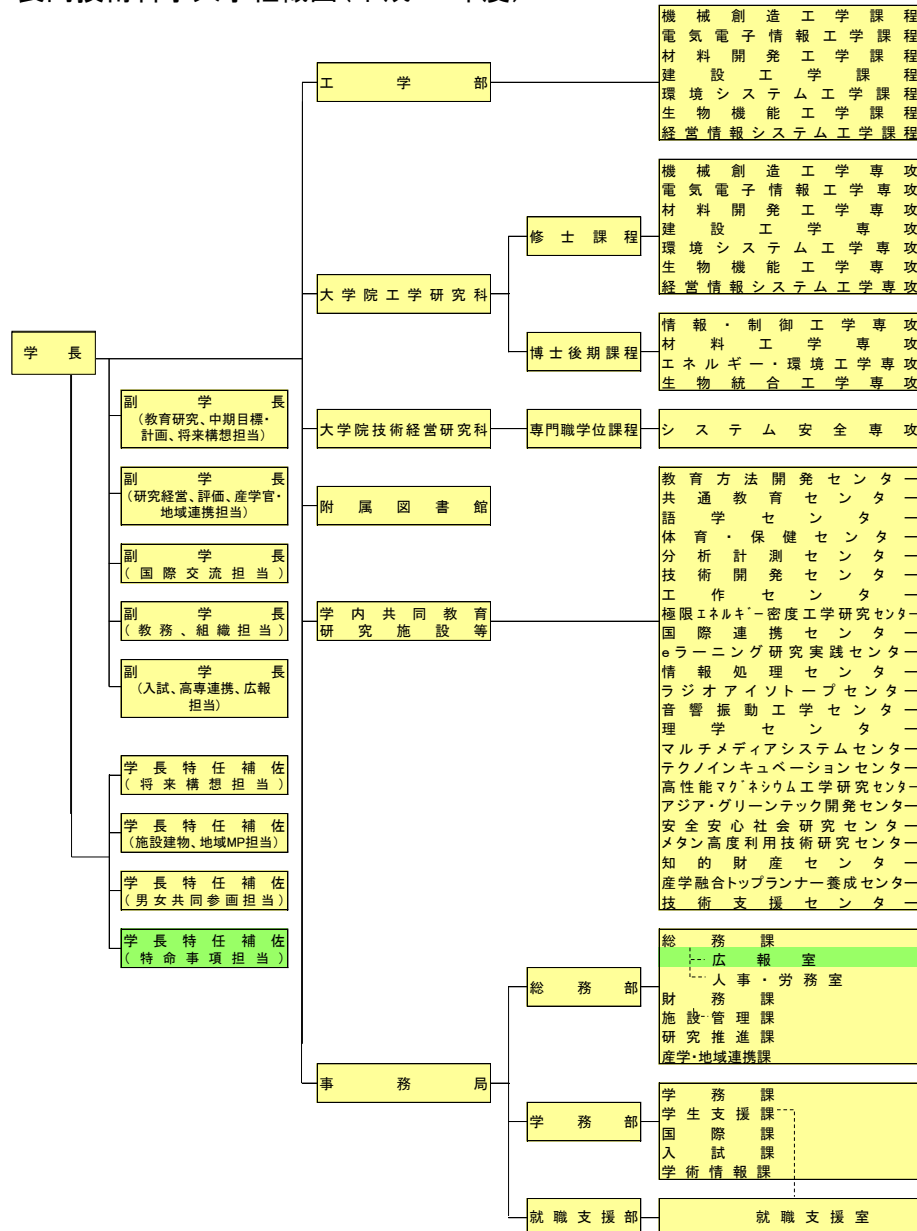 工学部
機械創造工学課程
電気電子情報工学課程
材料開発工学課程
建設工学課程
環境システム工学課程
生物機能工学課程
経営情報システム工学課程
大学院工学研究科
修士課程
機械創造工学専攻
電気電子情報工学専攻
材料開発工学専攻
建設工学専攻
環境システム工学専攻
生物機能工学専攻
経営情報システム工学専攻
博士後期課程
情報・制御工学専攻
材料工学専攻
エネルギー・環境工学専攻
生物統合工学専攻
学長
副学長
(教育研究、中期目標・
計画、将来構想担当)
副学長
(研究経営、評価、産学官・
地域連携担当)
副学長
(国際交流担当)
副学長
(教務、組織担当)
副学長
(入試、高専連携、広報
担当)
学長特任補佐
(将来構想担当)
学長特任補佐
(施設建物、地域MP担当)
学長特任補佐
(男女共同参画担当)
学長特任補佐
(特命事項担当)
大学院技術経営研究科
専門職学位課程
システム安全専攻
附属図書館
学内共同教育
研究施設等
教育方法開発センター
共通教育センター
語学センター
体育・保健センター
分析計測センター
技術開発センター
工作センター
極限エネルギー密度工学研究センター
国際連携センター
eラーニング研究実践センター
情報処理センター
ラジオアイソトープセンター
音響振動工学センター
理学センター
マルチメディアシステムセンター
テクノインキュベーションセンター
高性能マグネシウム工学研究センター
アジア・グリーンテック開発センター
安全安心社会研究センター
メタン高度利用技術研究センター
知的財産センター
産学融合トップランナー養成センター
技術支援センター
事務局
総務部
総務課
広報室
人事・労務室
財務課
施設管理課
研究推進課
産学・地域連携課
学務部
学務課
学生支援課
国際課
入試課
学術情報課
就職支援部
就職支援室